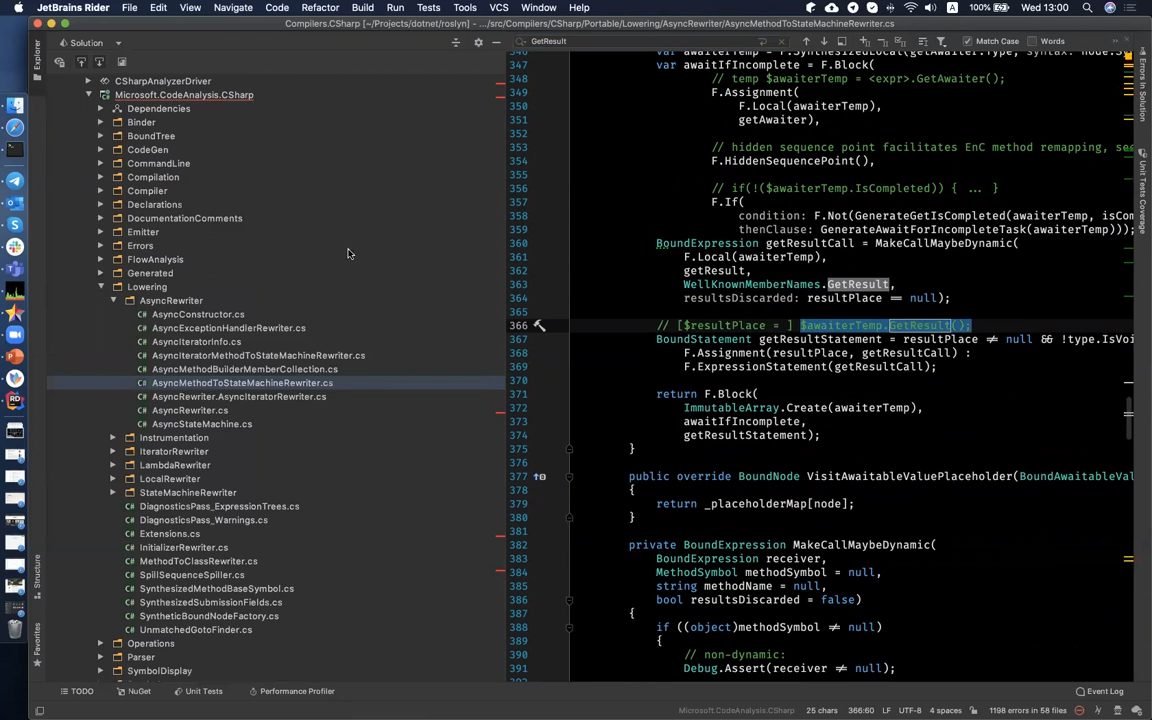 JetBrains Rider File Edit View Navigate Code Refactor Build Run Tests Tools VCS Window Help A 100% Wed 13:00
Compilers.CSharp [~/Projects/dotnet/roslyn] - .../src/Compilers/CSharp/Portable/Lowering/AsyncRewriter/AsyncMethodToStateMachineRewriter.cs
Explorer
Solution
GetResult
Match Case
Words
CSharpAnalyzerDriver
Microsoft.CodeAnalysis.CSharp
Dependencies
Binder
BoundTree
CodeGen
CommandLine
Compilation
Compiler
Declarations
DocumentationComments
Emitter
Errors
FlowAnalysis
Generated
Lowering
AsyncRewriter
C# AsyncConstructor.cs
C# AsyncExceptionHandlerRewriter.cs
C# AsyncIteratorInfo.cs
C# AsyncIteratorMethodToStateMachineRewriter.cs
C# AsyncMethodBuilderMemberCollection.cs
C# AsyncMethodToStateMachineRewriter.cs
C# AsyncRewriter.AsyncIteratorRewriter.cs
C# AsyncRewriter.cs
C# AsyncStateMachine.cs
Instrumentation
IteratorRewriter
LambdaRewriter
LocalRewriter
StateMachineRewriter
C# DiagnosticsPass_ExpressionTrees.cs
C# DiagnosticsPass_Warnings.cs
C# Extensions.cs
C# InitializerRewriter.cs
C# MethodToClassRewriter.cs
C# SpillSequenceSpiller.cs
C# SynthesizedMethodBaseSymbol.cs
C# SynthesizedSubmissionFields.cs
C# SyntheticBoundNodeFactory.cs
C# UnmatchedGotoFinder.cs
Operations
Parser
SymbolDisplay
Structure
Favorites
347 var awaitIfIncomplete = F.Block(
348 // temp $awaiterTemp = <expr>.GetAwaiter();
349 F.Assignment(
350 F.Local(awaiterTemp),
351 getAwaiter),
352
353 // hidden sequence point facilitates EnC method remapping, se
354 F.HiddenSequencePoint(),
355
356 // if(!($awaiterTemp.IsCompleted)) { ... }
357 F.If(
358 condition: F.Not(GenerateGetIsCompleted(awaiterTemp, isComp
359 thenClause: GenerateAwaitForIncompleteTask(awaiterTemp)));
360 BoundExpression getResultCall = MakeCallMaybeDynamic(
361 F.Local(awaiterTemp),
362 getResult,
363 WellKnownMemberNames.GetResult,
364 resultsDiscarded: resultPlace == null);
365
366 // [$resultPlace = ] $awaiterTemp.GetResult();
367 BoundStatement getResultStatement = resultPlace ≠ null && !type.IsVoi
368 F.Assignment(resultPlace, getResultCall) :
369 F.ExpressionStatement(getResultCall);
370
371 return F.Block(
372 ImmutableArray.Create(awaiterTemp),
373 awaitIfIncomplete,
374 getResultStatement);
375 }
376
377 public override BoundNode VisitAwaitableValuePlaceholder(BoundAwaitableVal
378 {
379 return _placeholderMap[node];
380 }
381
382 private BoundExpression MakeCallMaybeDynamic(
383 BoundExpression receiver,
384 MethodSymbol methodSymbol = null,
385 string methodName = null,
386 bool resultsDiscarded = false)
387 {
388 if ((object)methodSymbol ≠ null)
389 {
390 // non-dynamic:
391 Debug.Assert(receiver ≠ null);
Errors In Solution
Unit Tests Coverage
TODO NuGet Unit Tests Performance Profiler Event Log
Microsoft.CodeAnalysis.CSharp 25 chars 366:60 LF UTF-8 4 spaces 1198 errors in 58 files